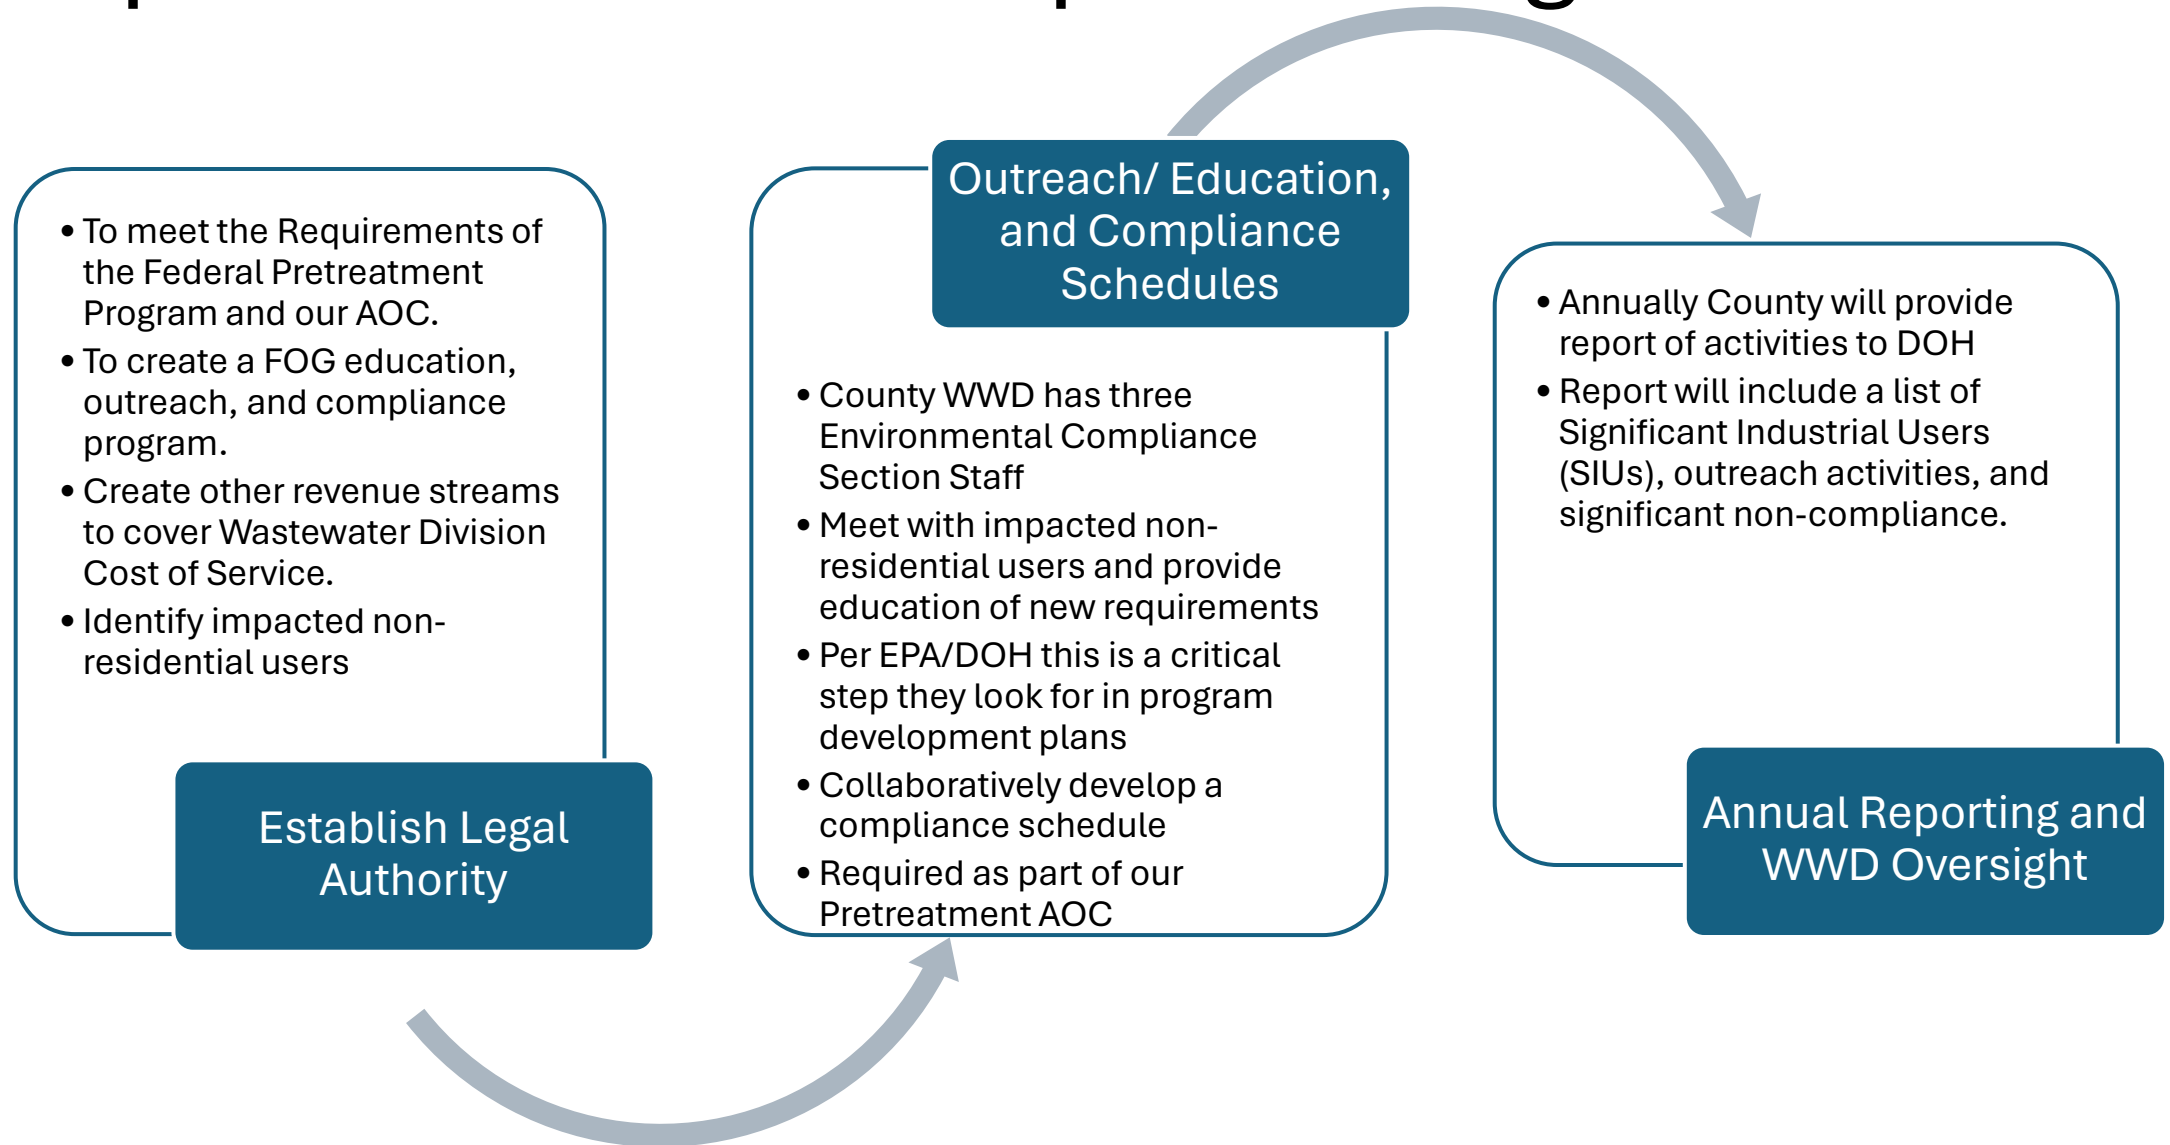 • To meet the Requirements of
the Federal Pretreatment
Program and our AOC.
• To create a FOG education,
outreach, and compliance
program.
• Create other revenue streams
to cover Wastewater Division
Cost of Service.
• Identify impacted non-
residential users
Establish Legal
Authority
Outreach/ Education,
and Compliance
Schedules
• County WWD has three
Environmental Compliance
Section Staff
• Meet with impacted non-
residential users and provide
education of new requirements
• Per EPA/DOH this is a critical
step they look for in program
development plans
• Collaboratively develop a
compliance schedule
• Required as part of our
Pretreatment AOC
• Annually County will provide
report of activities to DOH
• Report will include a list of
Significant Industrial Users
(SIUs), outreach activities, and
significant non-compliance.
Annual Reporting and
WWD Oversight